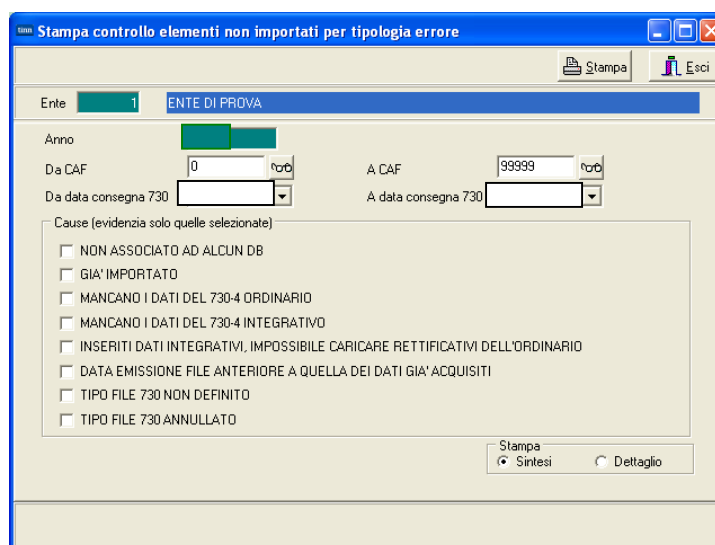 tinn Stampa controllo elementi non importati per tipologia errore
Stampa Esci
Ente 1 ENTE DI PROVA
Anno
Da CAF 0 A CAF 99999
Da data consegna 730 A data consegna 730
Cause (evidenzia solo quelle selezionate)
NON ASSOCIATO AD ALCUN DB
GIA' IMPORTATO
MANCANO I DATI DEL 730-4 ORDINARIO
MANCANO I DATI DEL 730-4 INTEGRATIVO
INSERITI DATI INTEGRATIVI, IMPOSSIBILE CARICARE RETTIFICATIVI DELL'ORDINARIO
DATA EMISSIONE FILE ANTERIORE A QUELLA DEI DATI GIA' ACQUISITI
TIPO FILE 730 NON DEFINITO
TIPO FILE 730 ANNULLATO
Stampa
Sintesi Dettaglio